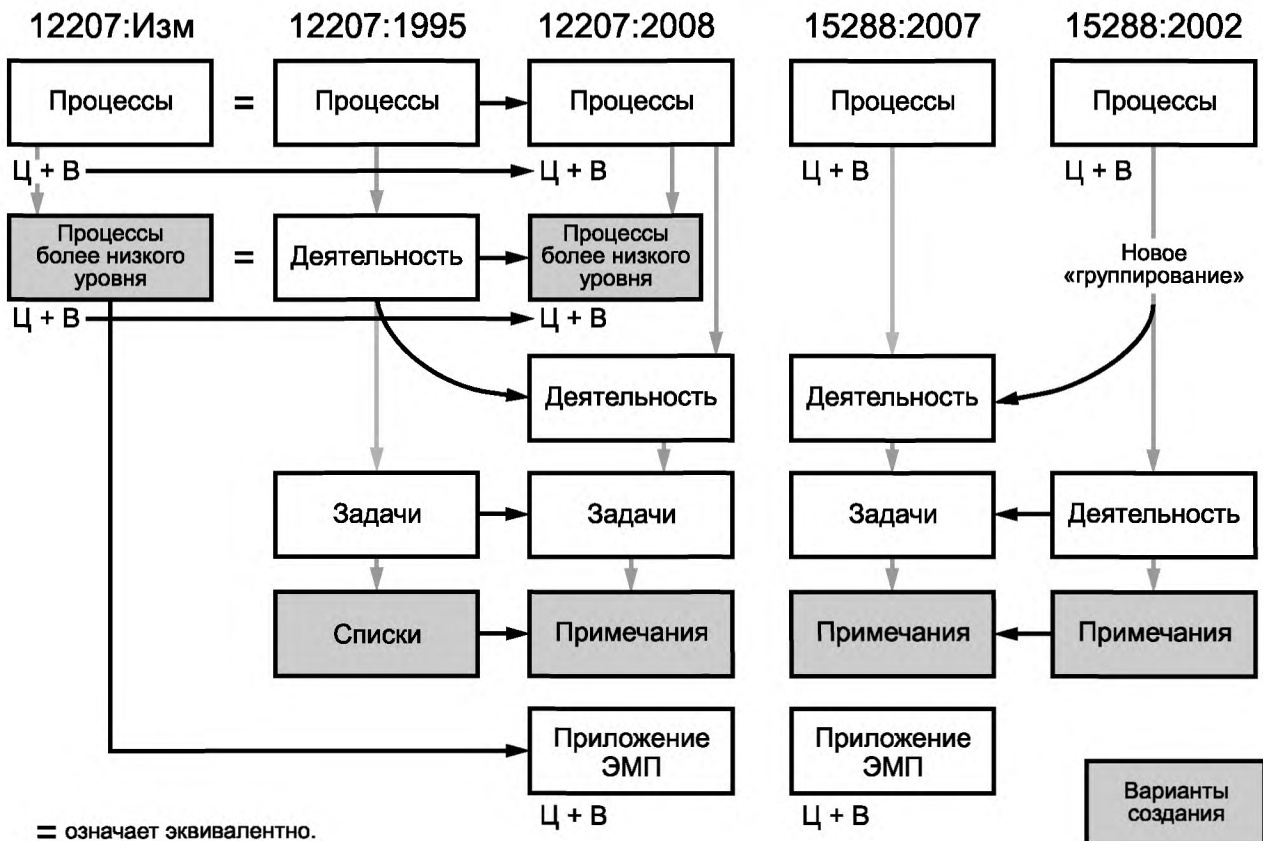 12207:Изм 12207:1995 12207:2008 15288:2007 15288:2002
Процессы = Процессы Процессы Процессы Процессы
Ц + В Ц + В Ц + В Ц + В
Процессы
более низкого
уровня
=
Деятельность
Процессы
более низкого
уровня
Новое
«группирование»
Ц + В Ц + В
Деятельность Деятельность
Задачи Задачи Задачи Деятельность
Списки Примечания Примечания Примечания
Приложение
ЭМП
Приложение
ЭМП
Ц + В Ц + В
Варианты
создания
= означает эквивалентно.